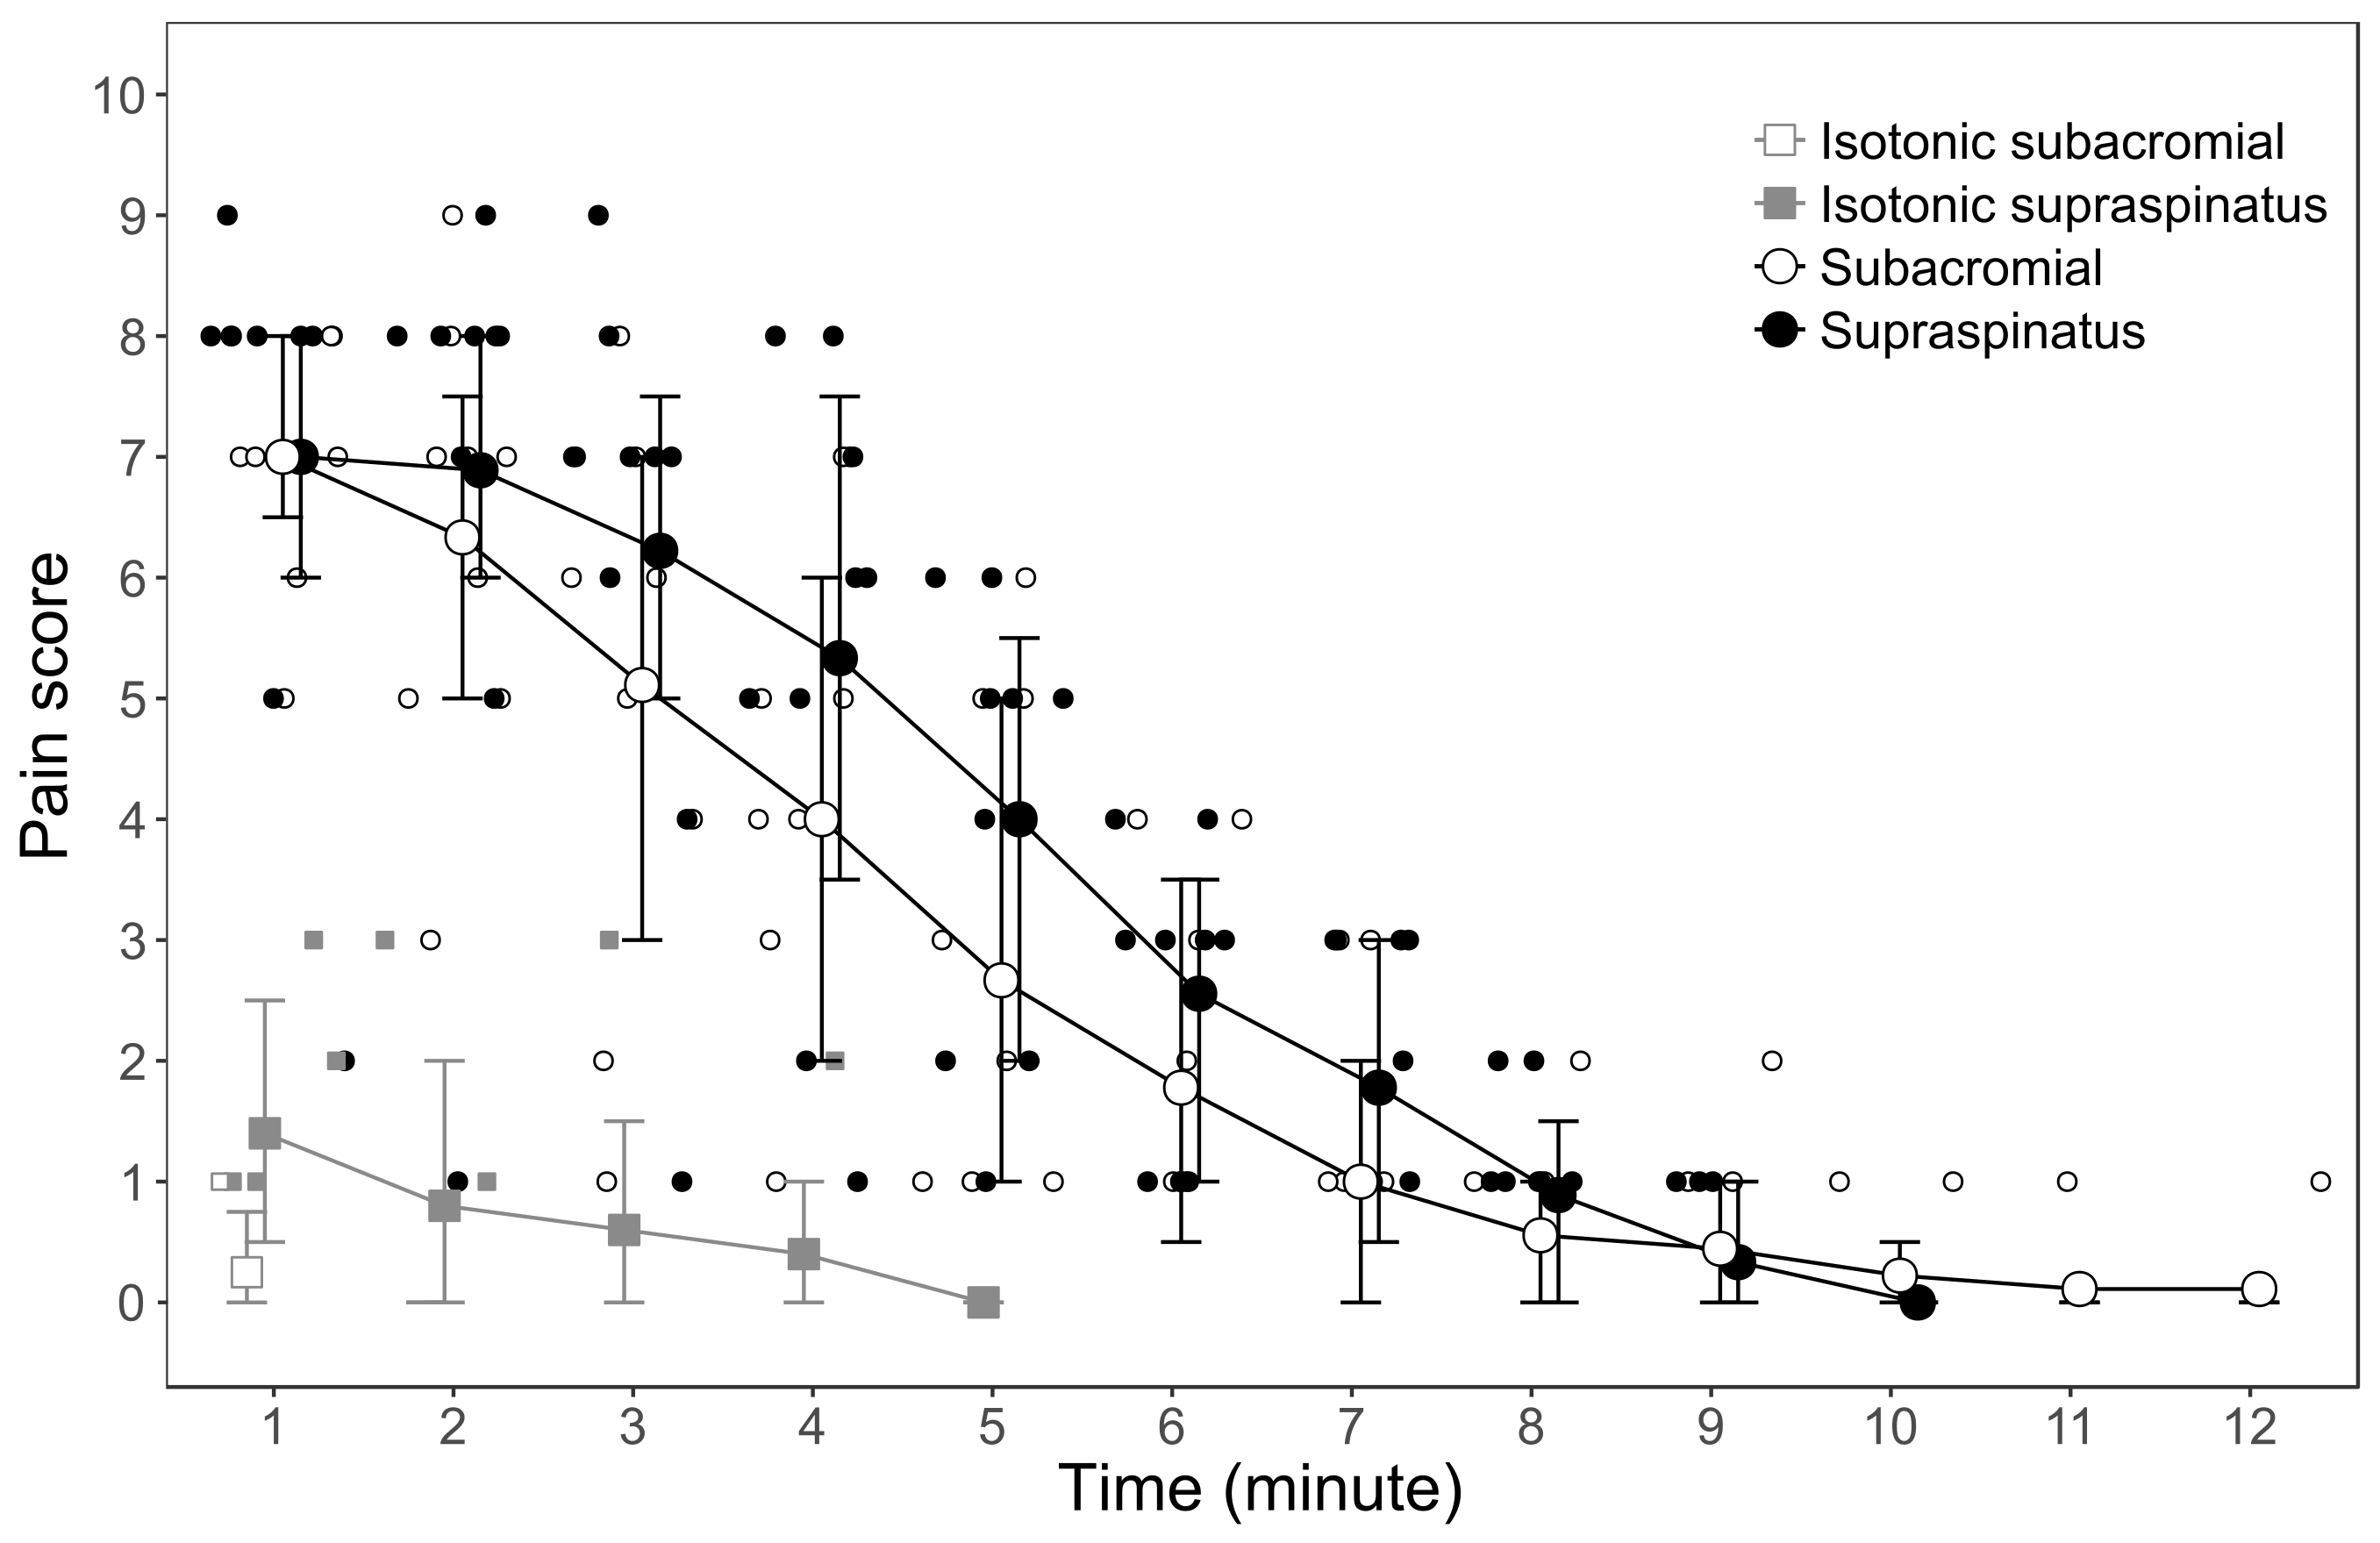 10
9
8
7
6
5
4
3
2
1
0
Pain score
Isotonic subacromial
Isotonic supraspinatus
Subacromial
Supraspinatus
1 2 3 4 5 6 7 8 9 10 11 12
Time (minute)